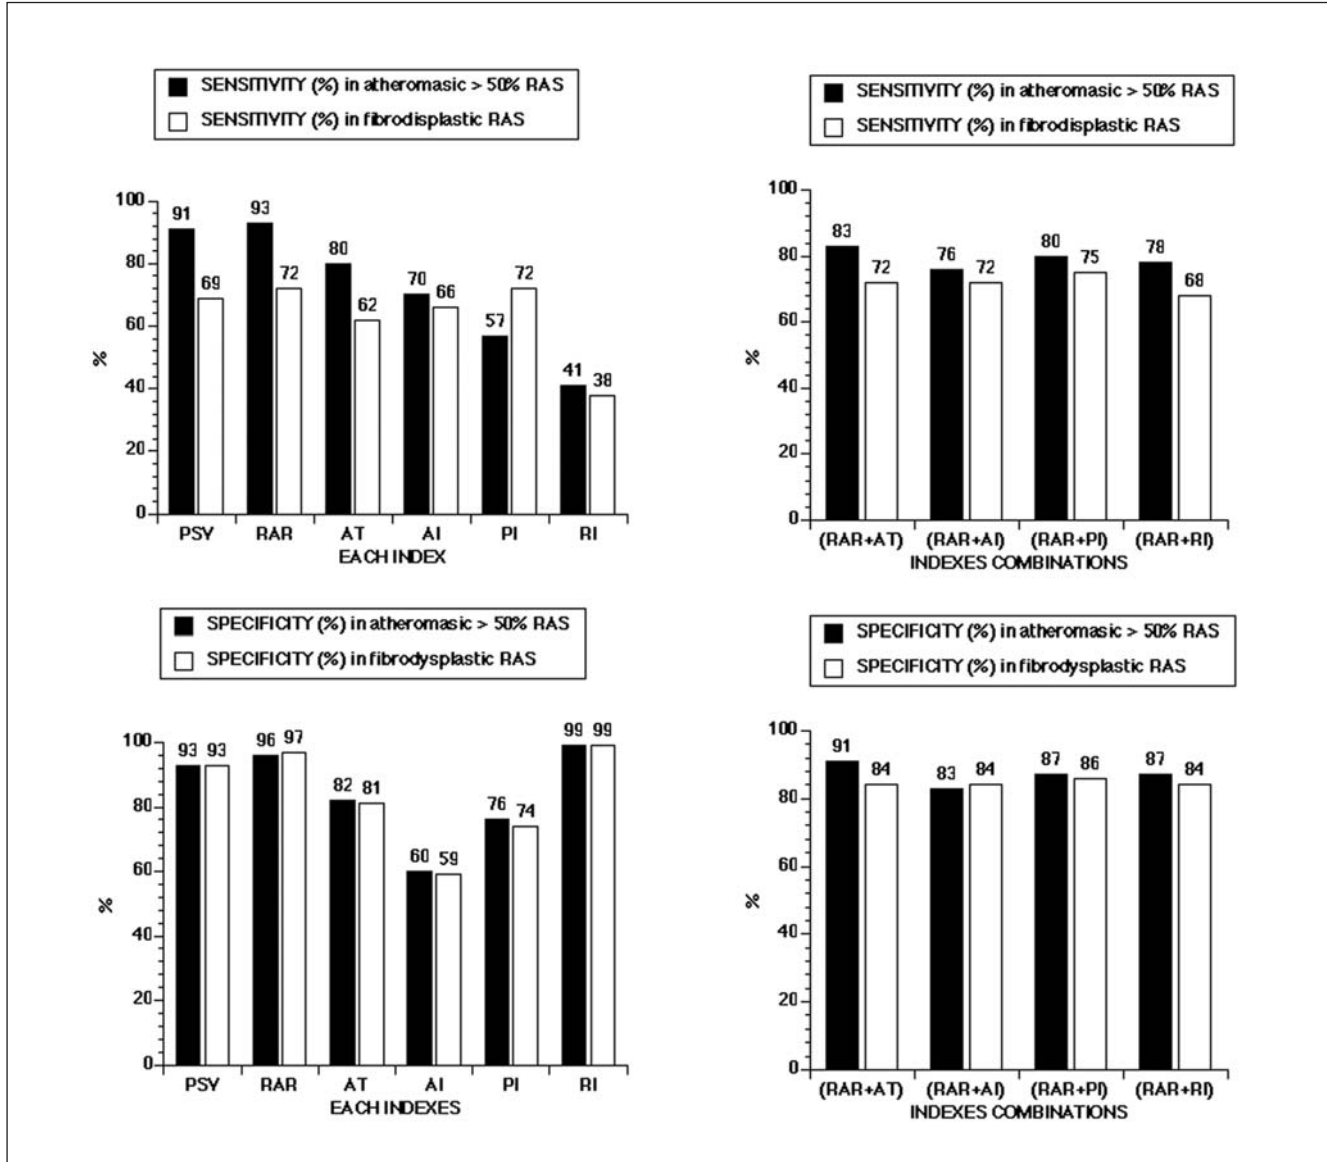 SENSITIVITY (%) in atheromasic > 50% RAS
SENSITIVITY (%) in fibrodisplastic RAS
100
80
60
40
20
0
%
91
69
93
72
80
62
70
66
57
72
41
38
PSV
RAR
AT
AI
PI
RI
EACH INDEX
SENSITIVITY (%) in atheromasic > 50% RAS
SENSITIVITY (%) in fibrodisplastic RAS
100
80
60
40
20
0
%
83
72
76
72
80
75
78
68
(RAR+AT)
(RAR+AI)
(RAR+PI)
(RAR+RI)
INDEXES COMBINATIONS
SPECIFICITY (%) in atheromasic > 50% RAS
SPECIFICITY (%) in fibrodysplastic RAS
100
80
60
40
20
0
%
93
93
96
97
82
81
60
59
76
74
99
99
PSV
RAR
AT
AI
PI
RI
EACH INDEXES
SPECIFICITY (%) in atheromasic > 50% RAS
SPECIFICITY (%) in fibrodysplastic RAS
100
80
60
40
20
0
%
91
84
83
84
87
86
87
84
(RAR+AT)
(RAR+AI)
(RAR+PI)
(RAR+RI)
INDEXES COMBINATIONS